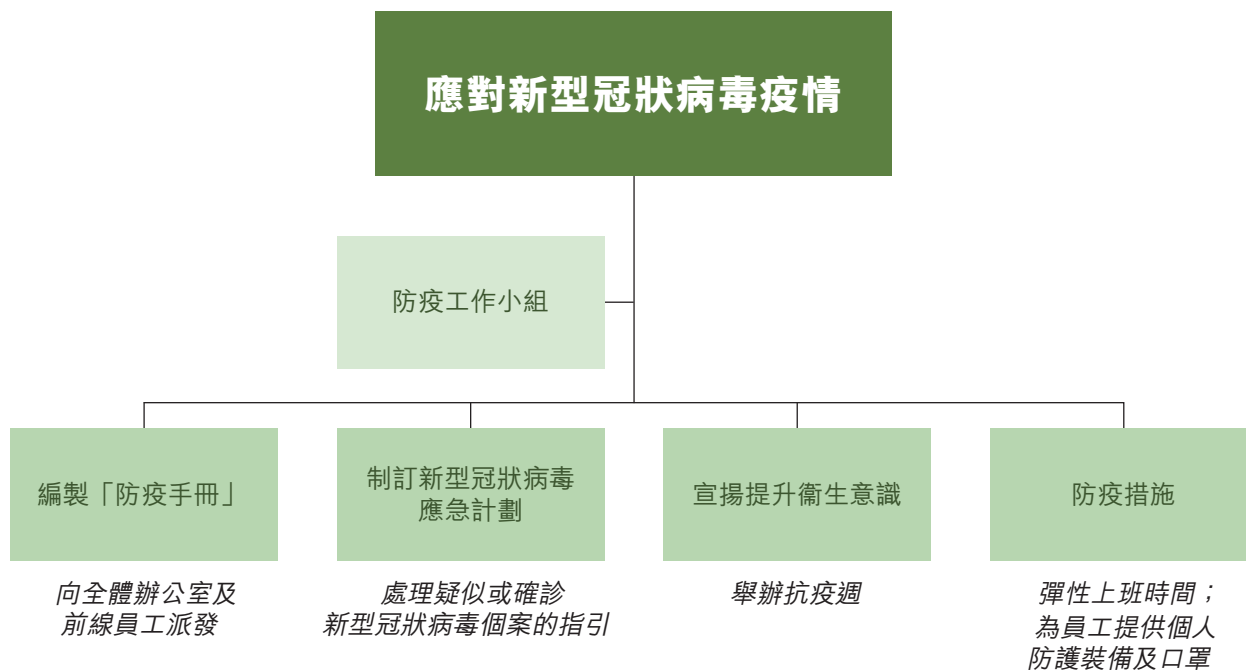 應對新型冠狀病毒疫情
防疫工作小組
編製「防疫手冊」
向全體辦公室及
前線員工派發
制訂新型冠狀病毒
應急計劃
處理疑似或確診
新型冠狀病毒個案的指引
宣揚提升衞生意識
舉辦抗疫週
防疫措施
彈性上班時間；
為員工提供個人
防護裝備及口罩